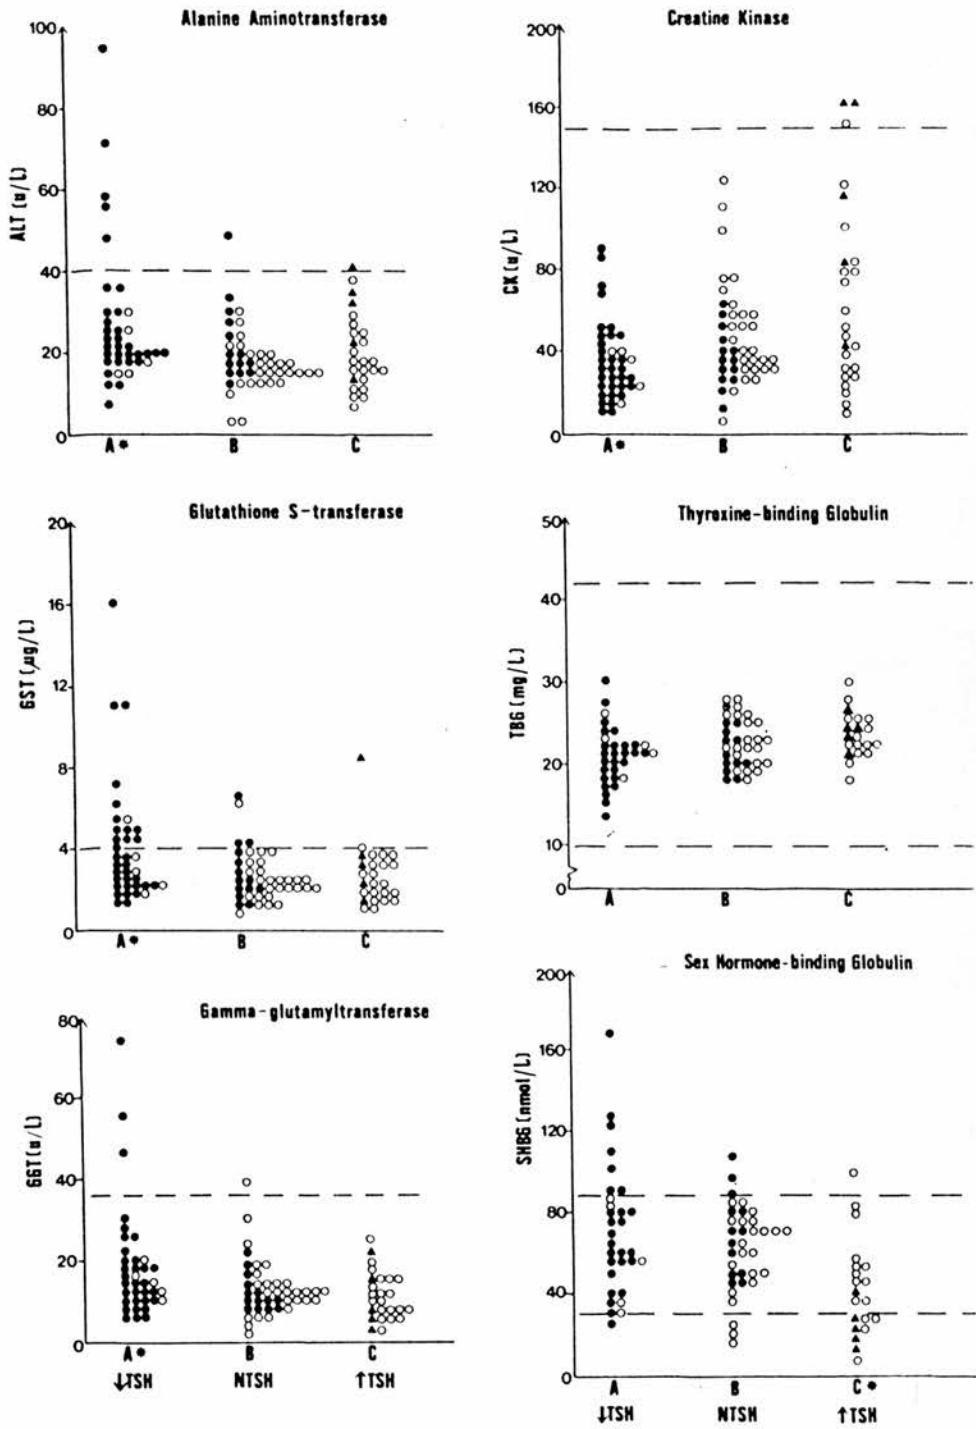 Alanine Aminotransferase
100
80
60
40
20
0
ALT (u/L)
A *
B
C
Creatine Kinase
200
160
120
80
40
0
CK (u/L)
A *
B
C
Glutathione S-transferase
20
16
12
8
4
0
GST (µg/L)
A *
B
C
Thyroxine-binding Globulin
50
40
30
20
10
0
TBG (mg/L)
A
B
C
Gamma-glutamyltransferase
80
60
40
20
0
GGT (u/L)
A *
B
C
↓TSH
NTSH
↑TSH
Sex Hormone-binding Globulin
200
160
120
80
40
0
SHBG (nmol/L)
A
B
C *
↓TSH
NTSH
↑TSH